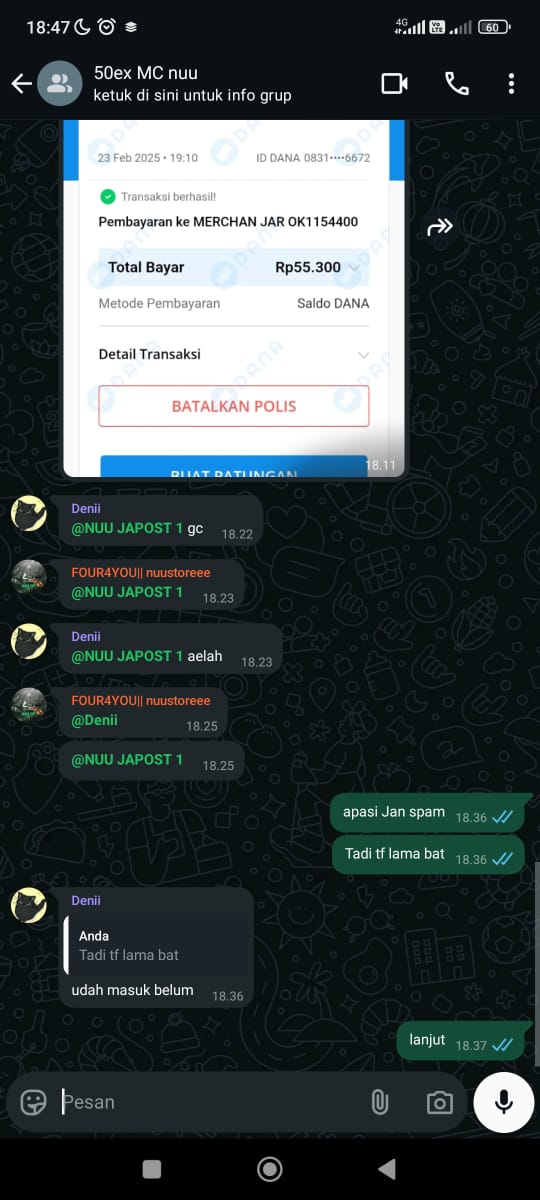 18:47
4G
Vo
LTE
60
50ex MC nuu
ketuk di sini untuk info grup
23 Feb 2025 • 19:10
ID DANA 0831••••6672
Transaksi berhasil!
Pembayaran ke MERCHAN JAR OK1154400
Total Bayar
Rp55.300
Metode Pembayaran
Saldo DANA
Detail Transaksi
BATALKAN POLIS
BUAT PATUNGAN
18.11
Denii
@NUU JAPOST 1 gc
18.22
FOUR4YOU|| nuustoreee
@NUU JAPOST 1
18.23
Denii
@NUU JAPOST 1 aelah
18.23
FOUR4YOU|| nuustoreee
@Denii
18.25
@NUU JAPOST 1
18.25
apasi Jan spam
18.36
Tadi tf lama bat
18.36
Denii
Anda
Tadi tf lama bat
udah masuk belum
18.36
lanjut
18.37
Pesan
DANA